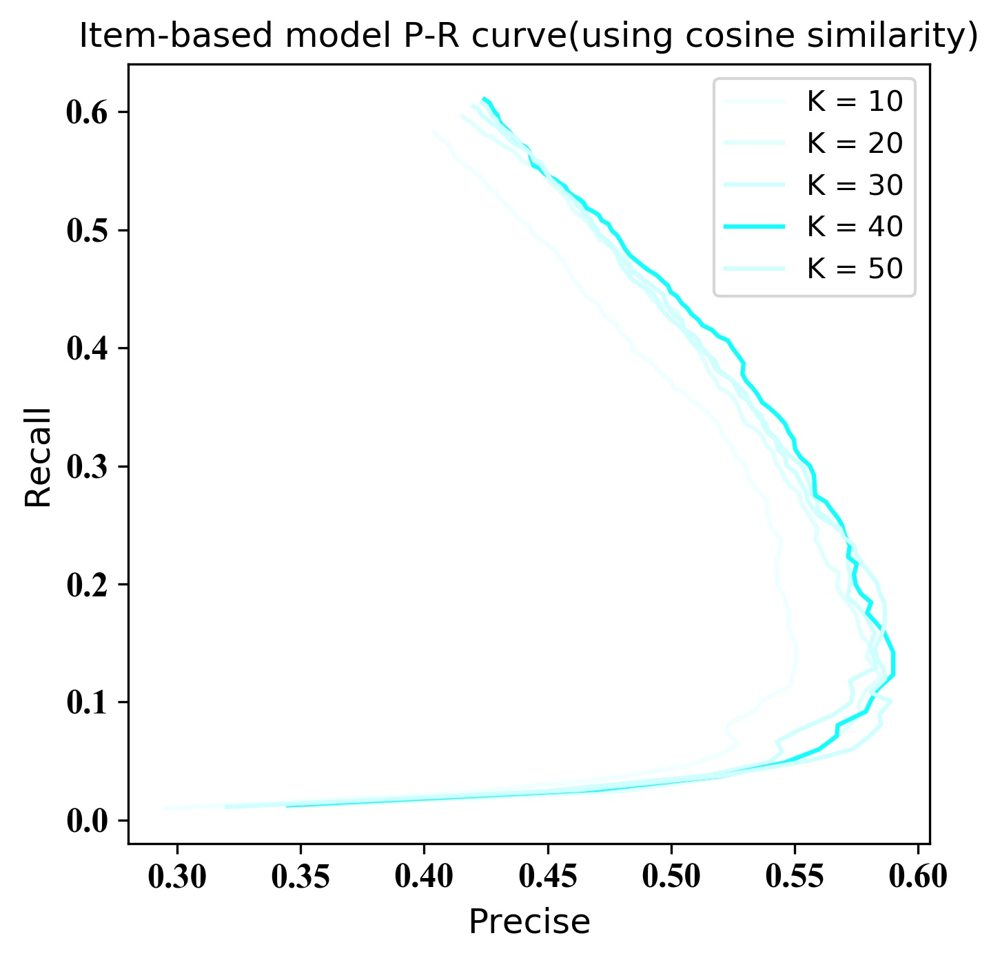 Item-based model P-R curve(using cosine similarity)
K = 10
K = 20
K = 30
K = 40
K = 50
Recall
0.6
0.5
0.4
0.3
0.2
0.1
0.0
0.30 0.35 0.40 0.45 0.50 0.55 0.60
Precise